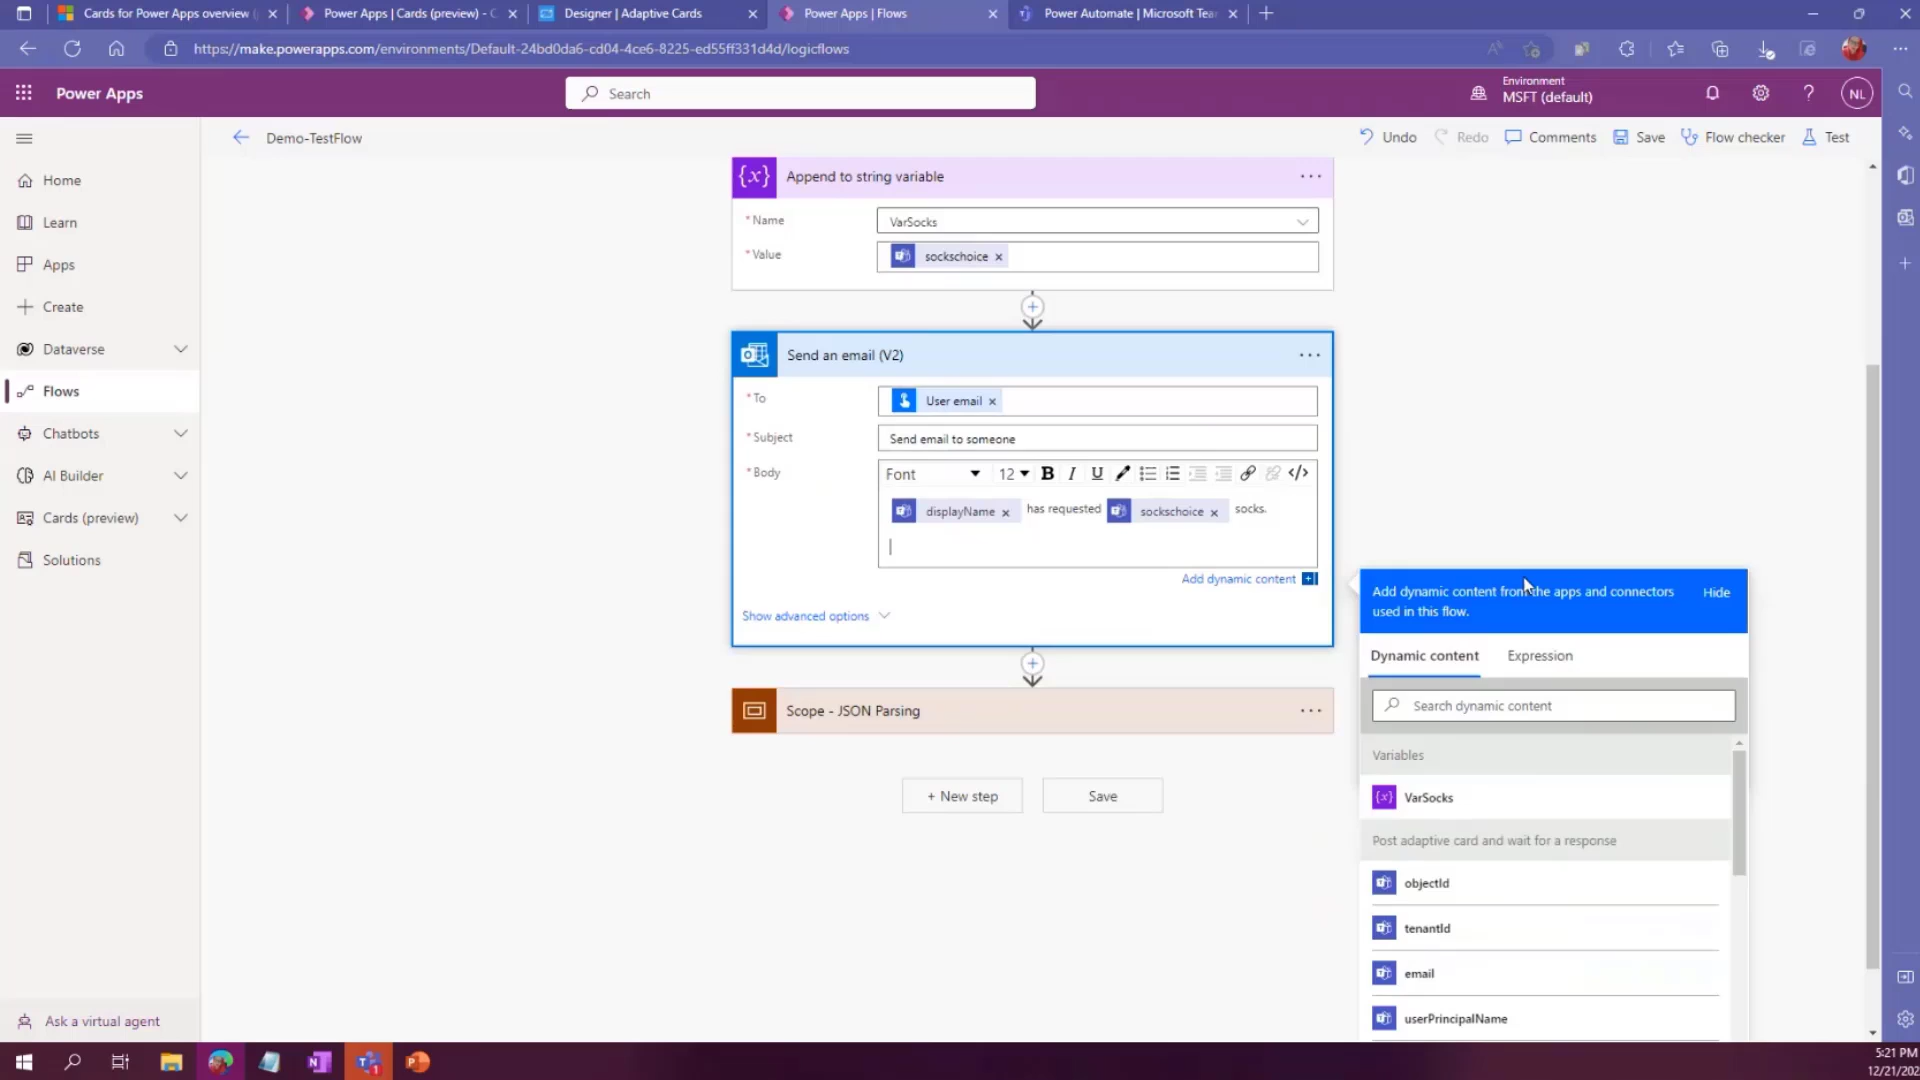 Cards for Power Apps overview (
Power Apps | Cards (preview) - C
Designer | Adaptive Cards
Power Apps | Flows
Power Automate | Microsoft Tea
https://make.powerapps.com/environments/Default-24bd0da6-cd04-4ce6-8225-ed55ff331d4d/logicflows
Power Apps
Search
Environment
MSFT (default)
NL
Demo-TestFlow
Undo
Redo
Comments
Save
Flow checker
Test
Home
Learn
Apps
Create
Dataverse
Flows
Chatbots
AI Builder
Cards (preview)
Solutions
Ask a virtual agent
{x} Append to string variable
* Name
VarSocks
* Value
sockschoice ×
Send an email (V2)
* To
User email ×
* Subject
Send email to someone
* Body
Font 12 B I U </>
displayName × has requested sockschoice × socks.
Add dynamic content
Show advanced options
Scope - JSON Parsing
+ New step
Save
Add dynamic content from the apps and connectors
used in this flow.
Hide
Dynamic content
Expression
Search dynamic content
Variables
{x} VarSocks
Post adaptive card and wait for a response
objectId
tenantId
email
userPrincipalName
5:21 PM
12/21/202